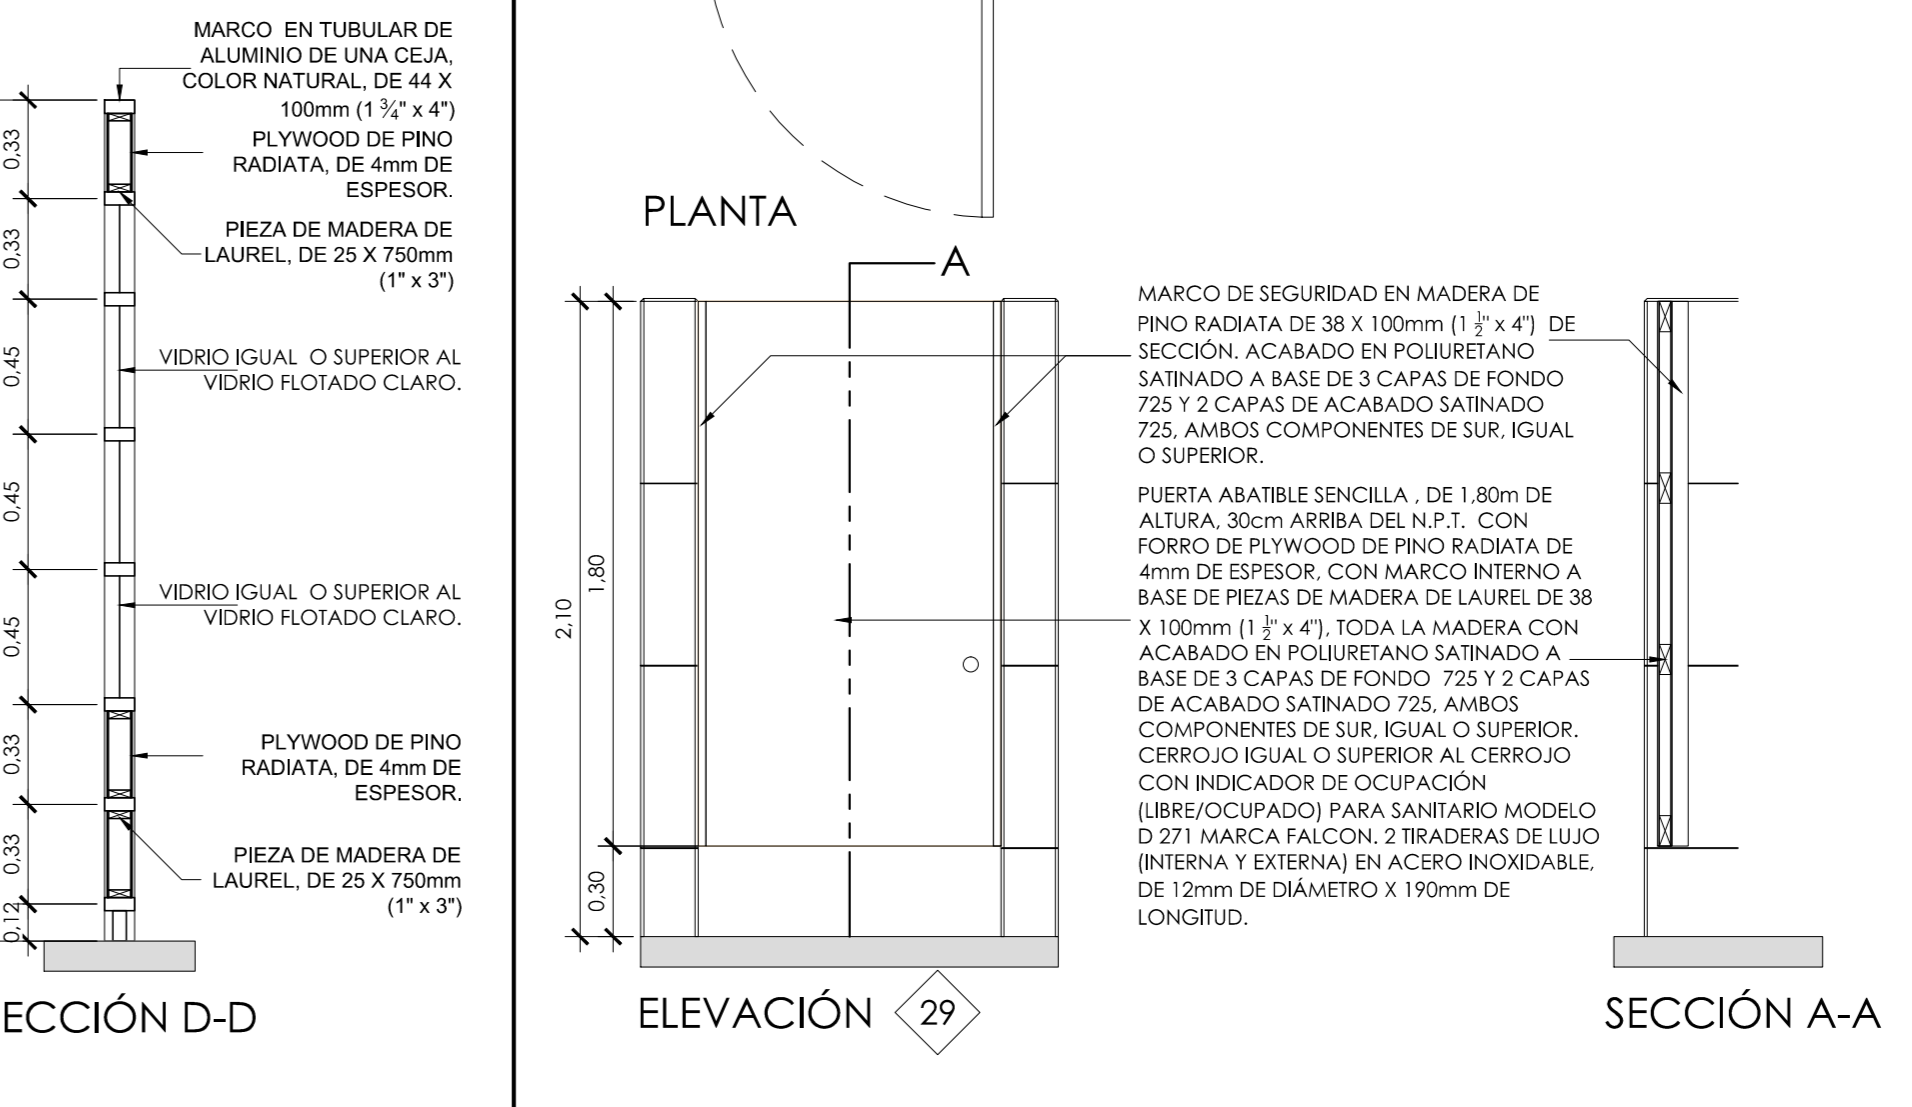 MARCO EN TUBULAR DE
ALUMINIO DE UNA CEJA,
COLOR NATURAL, DE 44 X
100mm (1 ¾" x 4")
PLYWOOD DE PINO
RADIATA, DE 4mm DE
ESPESOR.
PIEZA DE MADERA DE
LAUREL, DE 25 X 750mm
(1" x 3")
VIDRIO IGUAL O SUPERIOR AL
VIDRIO FLOTADO CLARO.
VIDRIO IGUAL O SUPERIOR AL
VIDRIO FLOTADO CLARO.
PLYWOOD DE PINO
RADIATA, DE 4mm DE
ESPESOR.
PIEZA DE MADERA DE
LAUREL, DE 25 X 750mm
(1" x 3")
0,33
0,33
0,45
0,45
0,45
0,33
0,33
0,12
ECCIÓN D-D
PLANTA
A
2,10
1,80
0,30
ELEVACIÓN 29
MARCO DE SEGURIDAD EN MADERA DE
PINO RADIATA DE 38 X 100mm (1 ½" x 4") DE
SECCIÓN. ACABADO EN POLIURETANO
SATINADO A BASE DE 3 CAPAS DE FONDO
725 Y 2 CAPAS DE ACABADO SATINADO
725, AMBOS COMPONENTES DE SUR, IGUAL
O SUPERIOR.
PUERTA ABATIBLE SENCILLA , DE 1,80m DE
ALTURA, 30cm ARRIBA DEL N.P.T. CON
FORRO DE PLYWOOD DE PINO RADIATA DE
4mm DE ESPESOR, CON MARCO INTERNO A
BASE DE PIEZAS DE MADERA DE LAUREL DE 38
X 100mm (1 ½" x 4"), TODA LA MADERA CON
ACABADO EN POLIURETANO SATINADO A
BASE DE 3 CAPAS DE FONDO 725 Y 2 CAPAS
DE ACABADO SATINADO 725, AMBOS
COMPONENTES DE SUR, IGUAL O SUPERIOR.
CERROJO IGUAL O SUPERIOR AL CERROJO
CON INDICADOR DE OCUPACIÓN
(LIBRE/OCUPADO) PARA SANITARIO MODELO
D 271 MARCA FALCON. 2 TIRADERAS DE LUJO
(INTERNA Y EXTERNA) EN ACERO INOXIDABLE,
DE 12mm DE DIÁMETRO X 190mm DE
LONGITUD.
SECCIÓN A-A